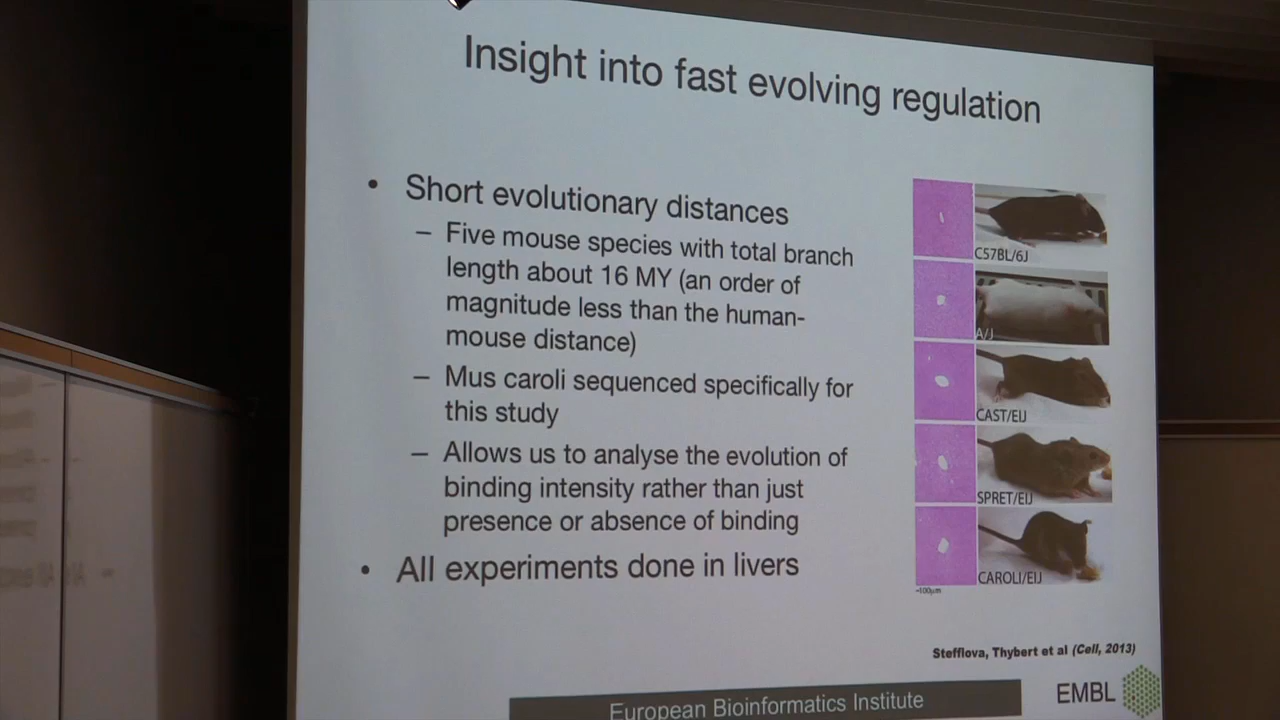 Insight into fast evolving regulation
• Short evolutionary distances
– Five mouse species with total branch
length about 16 MY (an order of
magnitude less than the human-
mouse distance)
– Mus caroli sequenced specifically for
this study
– Allows us to analyse the evolution of
binding intensity rather than just
presence or absence of binding
• All experiments done in livers
C57BL/6J
A/J
CAST/EIJ
SPRET/EIJ
CAROLI/EIJ
~100µm
Stefflova, Thybert et al (Cell, 2013)
European Bioinformatics Institute
EMBL